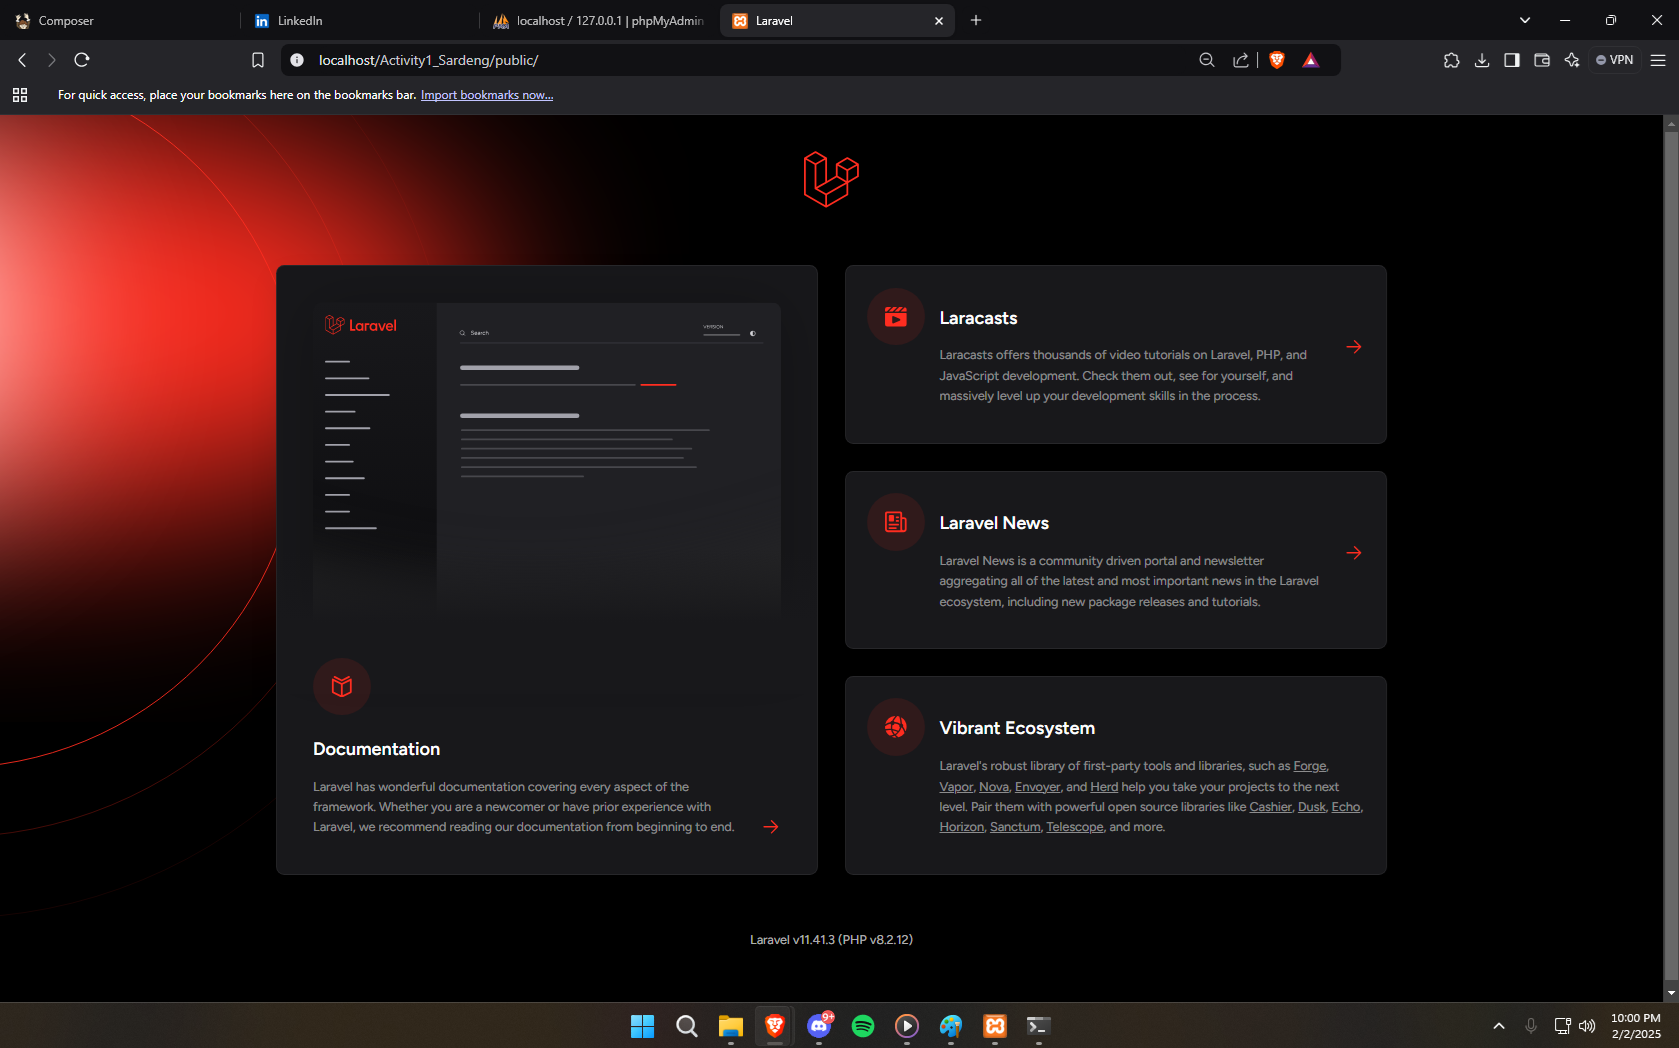 Composer
LinkedIn
localhost / 127.0.0.1 | phpMyAdmin
Laravel
localhost/Activity1_Sardeng/public/
VPN
For quick access, place your bookmarks here on the bookmarks bar. Import bookmarks now...
Laravel
Search
VERSION
Documentation
Laravel has wonderful documentation covering every aspect of the
framework. Whether you are a newcomer or have prior experience with
Laravel, we recommend reading our documentation from beginning to end.
Laracasts
Laracasts offers thousands of video tutorials on Laravel, PHP, and
JavaScript development. Check them out, see for yourself, and
massively level up your development skills in the process.
Laravel News
Laravel News is a community driven portal and newsletter
aggregating all of the latest and most important news in the Laravel
ecosystem, including new package releases and tutorials.
Vibrant Ecosystem
Laravel's robust library of first-party tools and libraries, such as Forge,
Vapor, Nova, Envoyer, and Herd help you take your projects to the next
level. Pair them with powerful open source libraries like Cashier, Dusk, Echo,
Horizon, Sanctum, Telescope, and more.
Laravel v11.41.3 (PHP v8.2.12)
9+
10:00 PM
2/2/2025